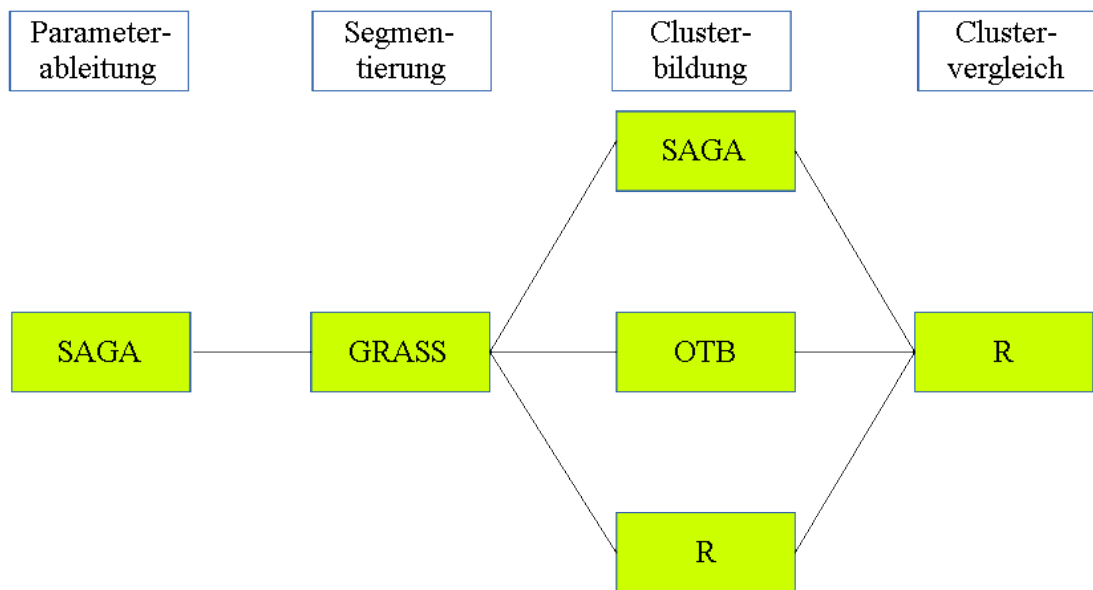 Parameter-
ableitung
Segmen-
tierung
Cluster-
bildung
Cluster-
vergleich
SAGA
SAGA
GRASS
OTB
R
R